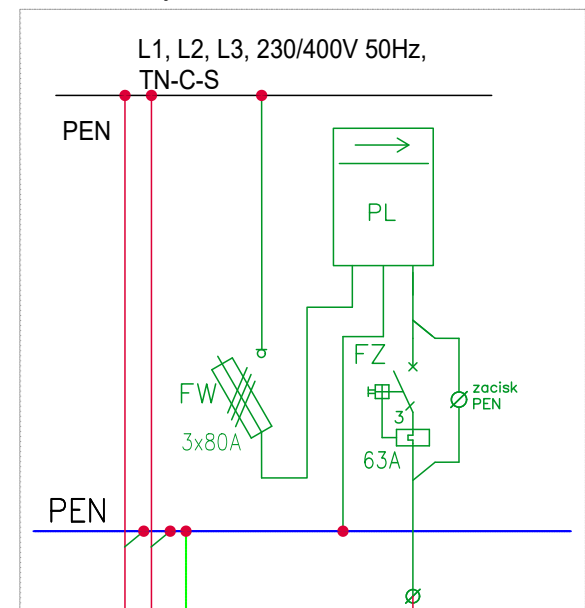 L1, L2, L3, 230/400V 50Hz,
TN-C-S
PEN
PL
FZ
FW
3x80A
3
63A
zacisk
PEN
PEN